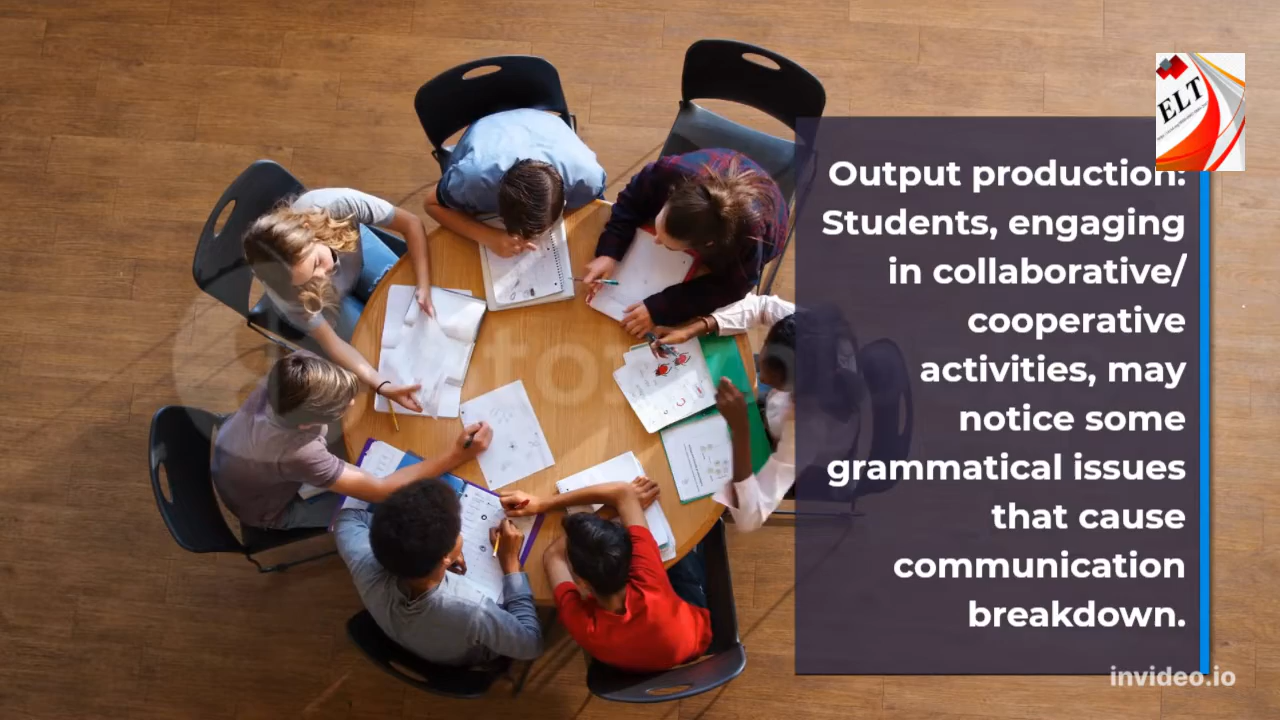 ELT
Output production:
Students, engaging
in collaborative/
cooperative
activities, may
notice some
grammatical issues
that cause
communication
breakdown.
invideo.io